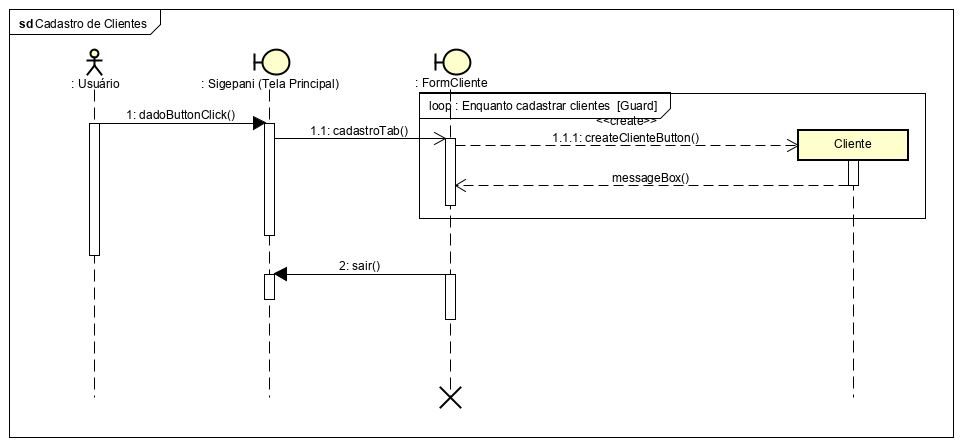 sd Cadastro de Clientes
: Usuário
: Sigepani (Tela Principal)
: FormCliente
loop : Enquanto cadastrar clientes [Guard]
<<create>>
1: dadoButtonClick()
1.1: cadastroTab()
1.1.1: createClienteButton()
Cliente
messageBox()
2: sair()